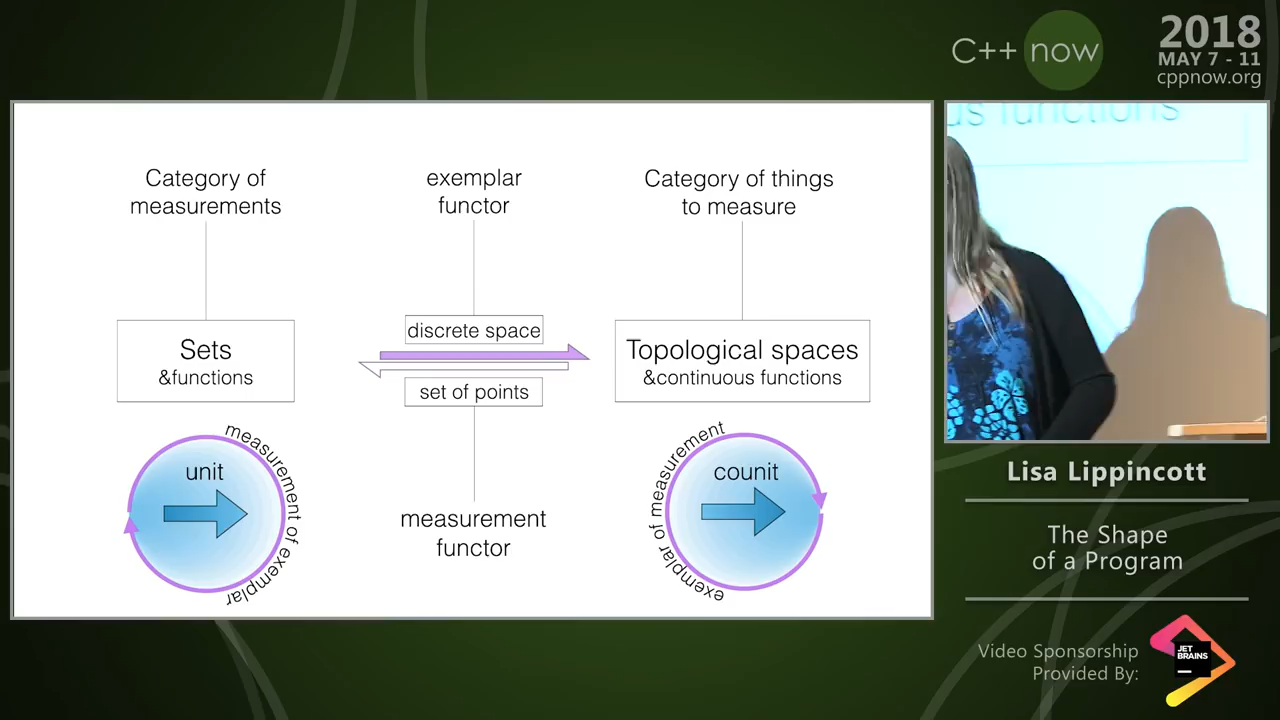 C++ now
2018
MAY 7 - 11
cppnow.org
Category of
measurements
exemplar
functor
Category of things
to measure
discrete space
Sets
&functions
Topological spaces
&continuous functions
set of points
measurement of exemplar
unit
exemplar of measurement
counit
measurement
functor
us functions
Lisa Lippincott
The Shape
of a Program
Video Sponsorship
Provided By:
JET
BRAINS